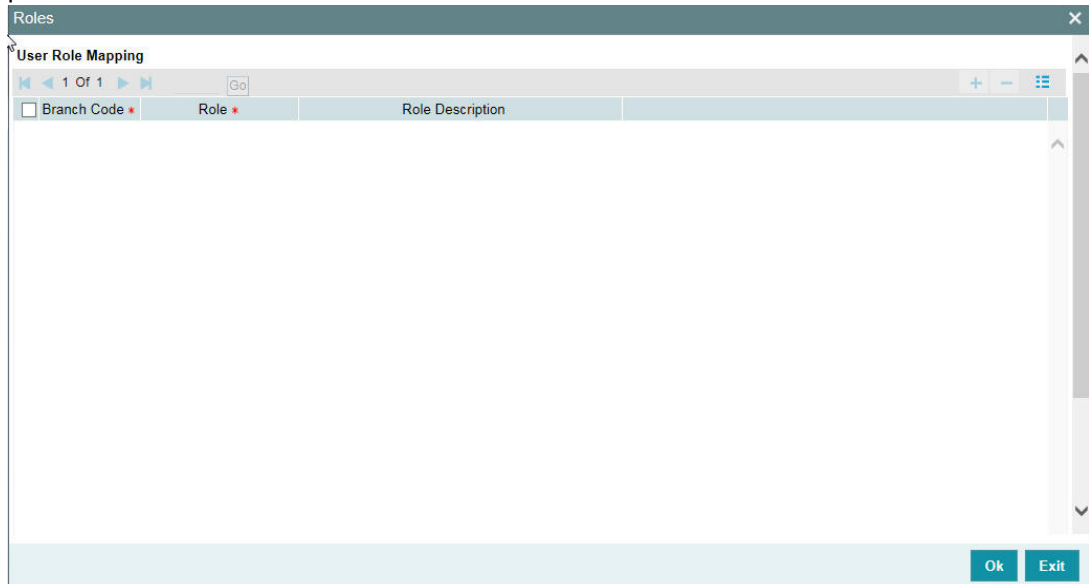 Roles
User Role Mapping
1 Of 1 Go
Branch Code * Role * Role Description
Ok Exit